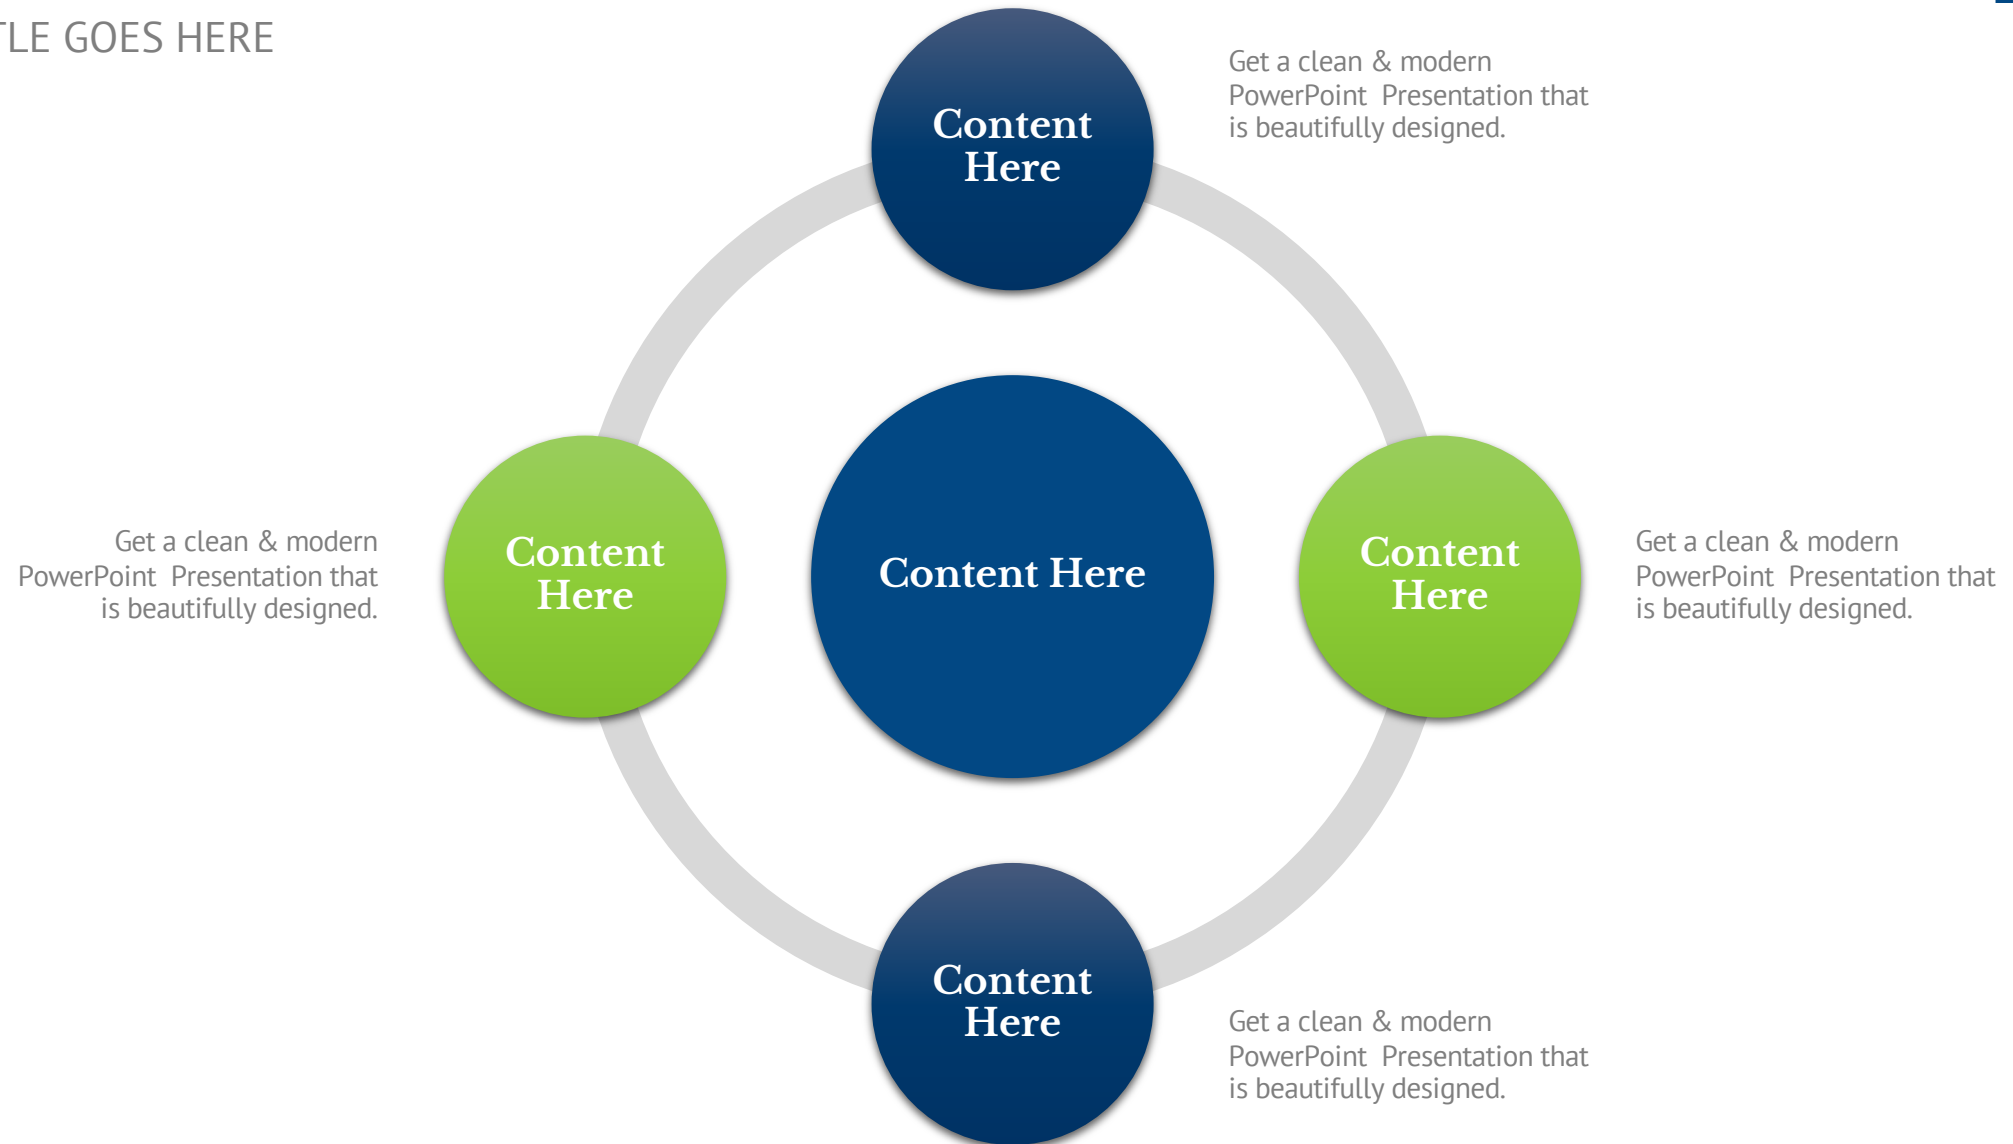 TLE GOES HERE
Content
Here
Get a clean & modern
PowerPoint Presentation that
is beautifully designed.
Get a clean & modern
PowerPoint Presentation that
is beautifully designed.
Content
Here
Content Here
Content
Here
Get a clean & modern
PowerPoint Presentation that
is beautifully designed.
Content
Here
Get a clean & modern
PowerPoint Presentation that
is beautifully designed.